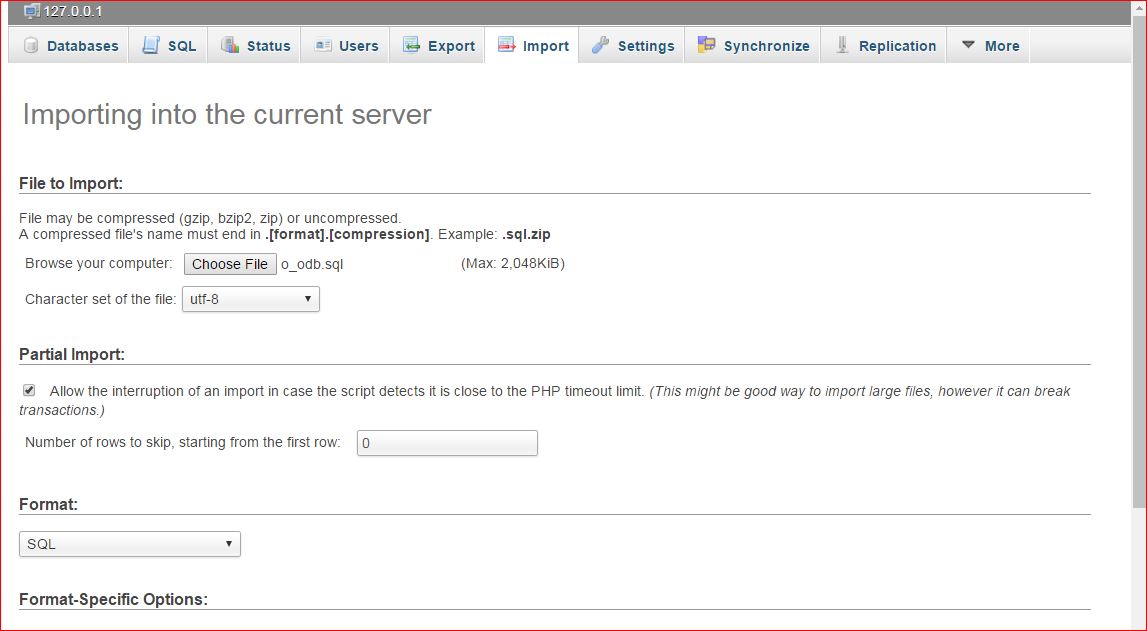 127.0.0.1
Databases SQL Status Users Export Import Settings Synchronize Replication More
Importing into the current server
File to Import:
File may be compressed (gzip, bzip2, zip) or uncompressed.
A compressed file's name must end in .[format].[compression]. Example: .sql.zip
Browse your computer: Choose File o_odb.sql (Max: 2,048KiB)
Character set of the file: utf-8
Partial Import:
Allow the interruption of an import in case the script detects it is close to the PHP timeout limit. (This might be good way to import large files, however it can break
transactions.)
Number of rows to skip, starting from the first row: 0
Format:
SQL
Format-Specific Options: